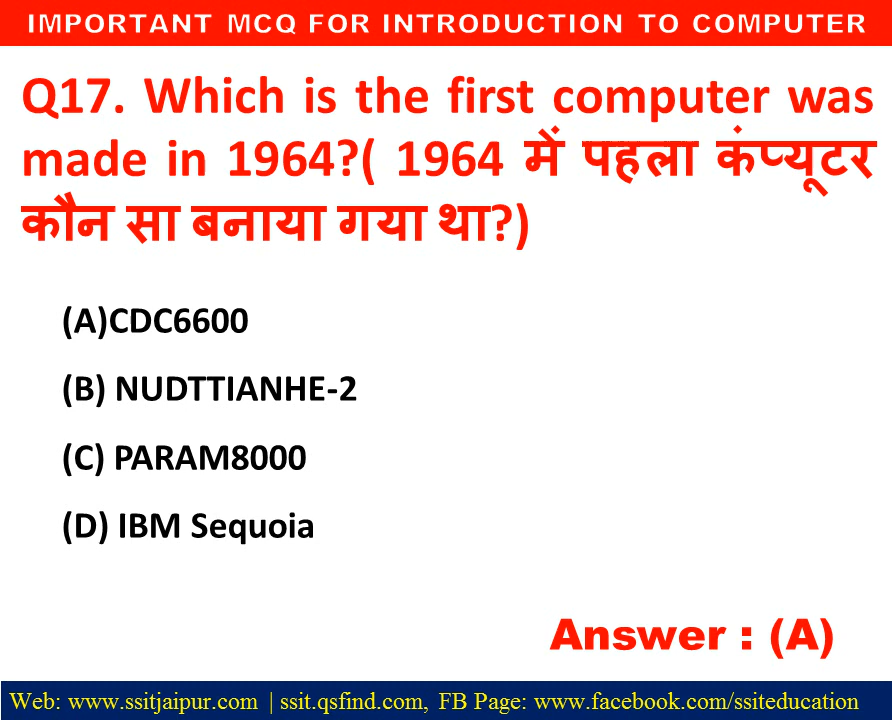 IMPORTANT MCQ FOR INTRODUCTION TO COMPUTER
Q17. Which is the first computer was
made in 1964?( 1964 में पहला कंप्यूटर
कौन सा बनाया गया था?)
(A)CDC6600
(B) NUDTTIANHE-2
(C) PARAM8000
(D) IBM Sequoia
Answer : (A)
Web: www.ssitjaipur.com | ssit.qsfind.com, FB Page: www.facebook.com/ssiteducation